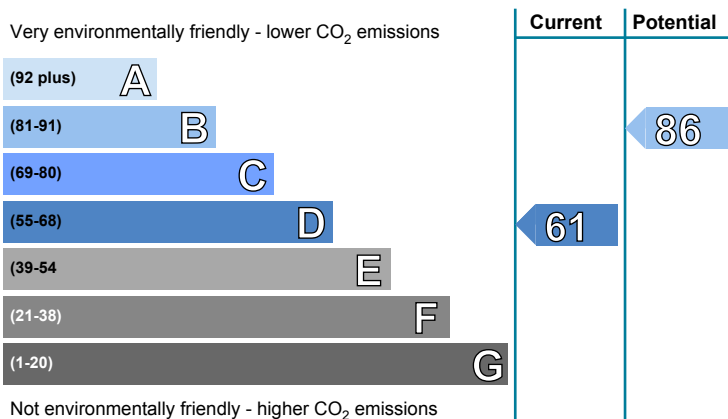 Very environmentally friendly - lower CO2 emissions
Current
Potential
(92 plus) A
(81-91) B
86
(69-80) C
(55-68) D
61
(39-54 E
(21-38) F
(1-20) G
Not environmentally friendly - higher CO2 emissions